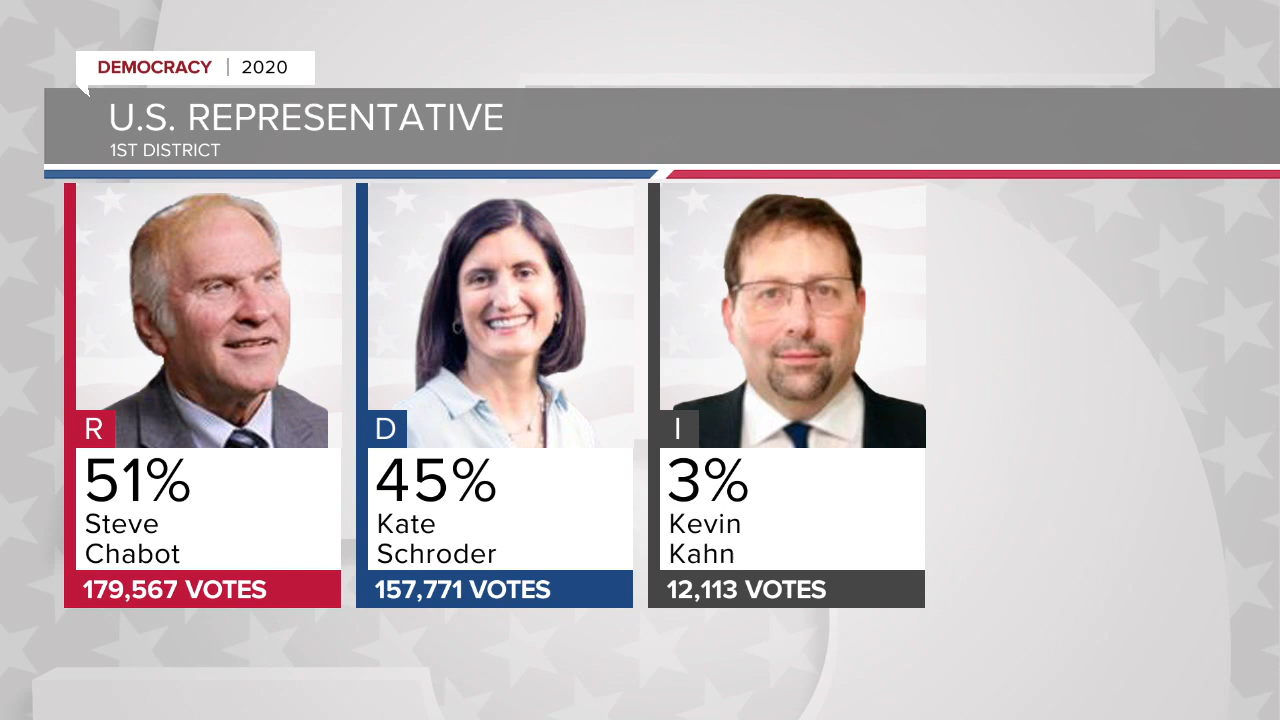 DEMOCRACY | 2020
U.S. REPRESENTATIVE
1ST DISTRICT
R
51%
Steve
Chabot
179,567 VOTES
D
45%
Kate
Schroder
157,771 VOTES
I
3%
Kevin
Kahn
12,113 VOTES